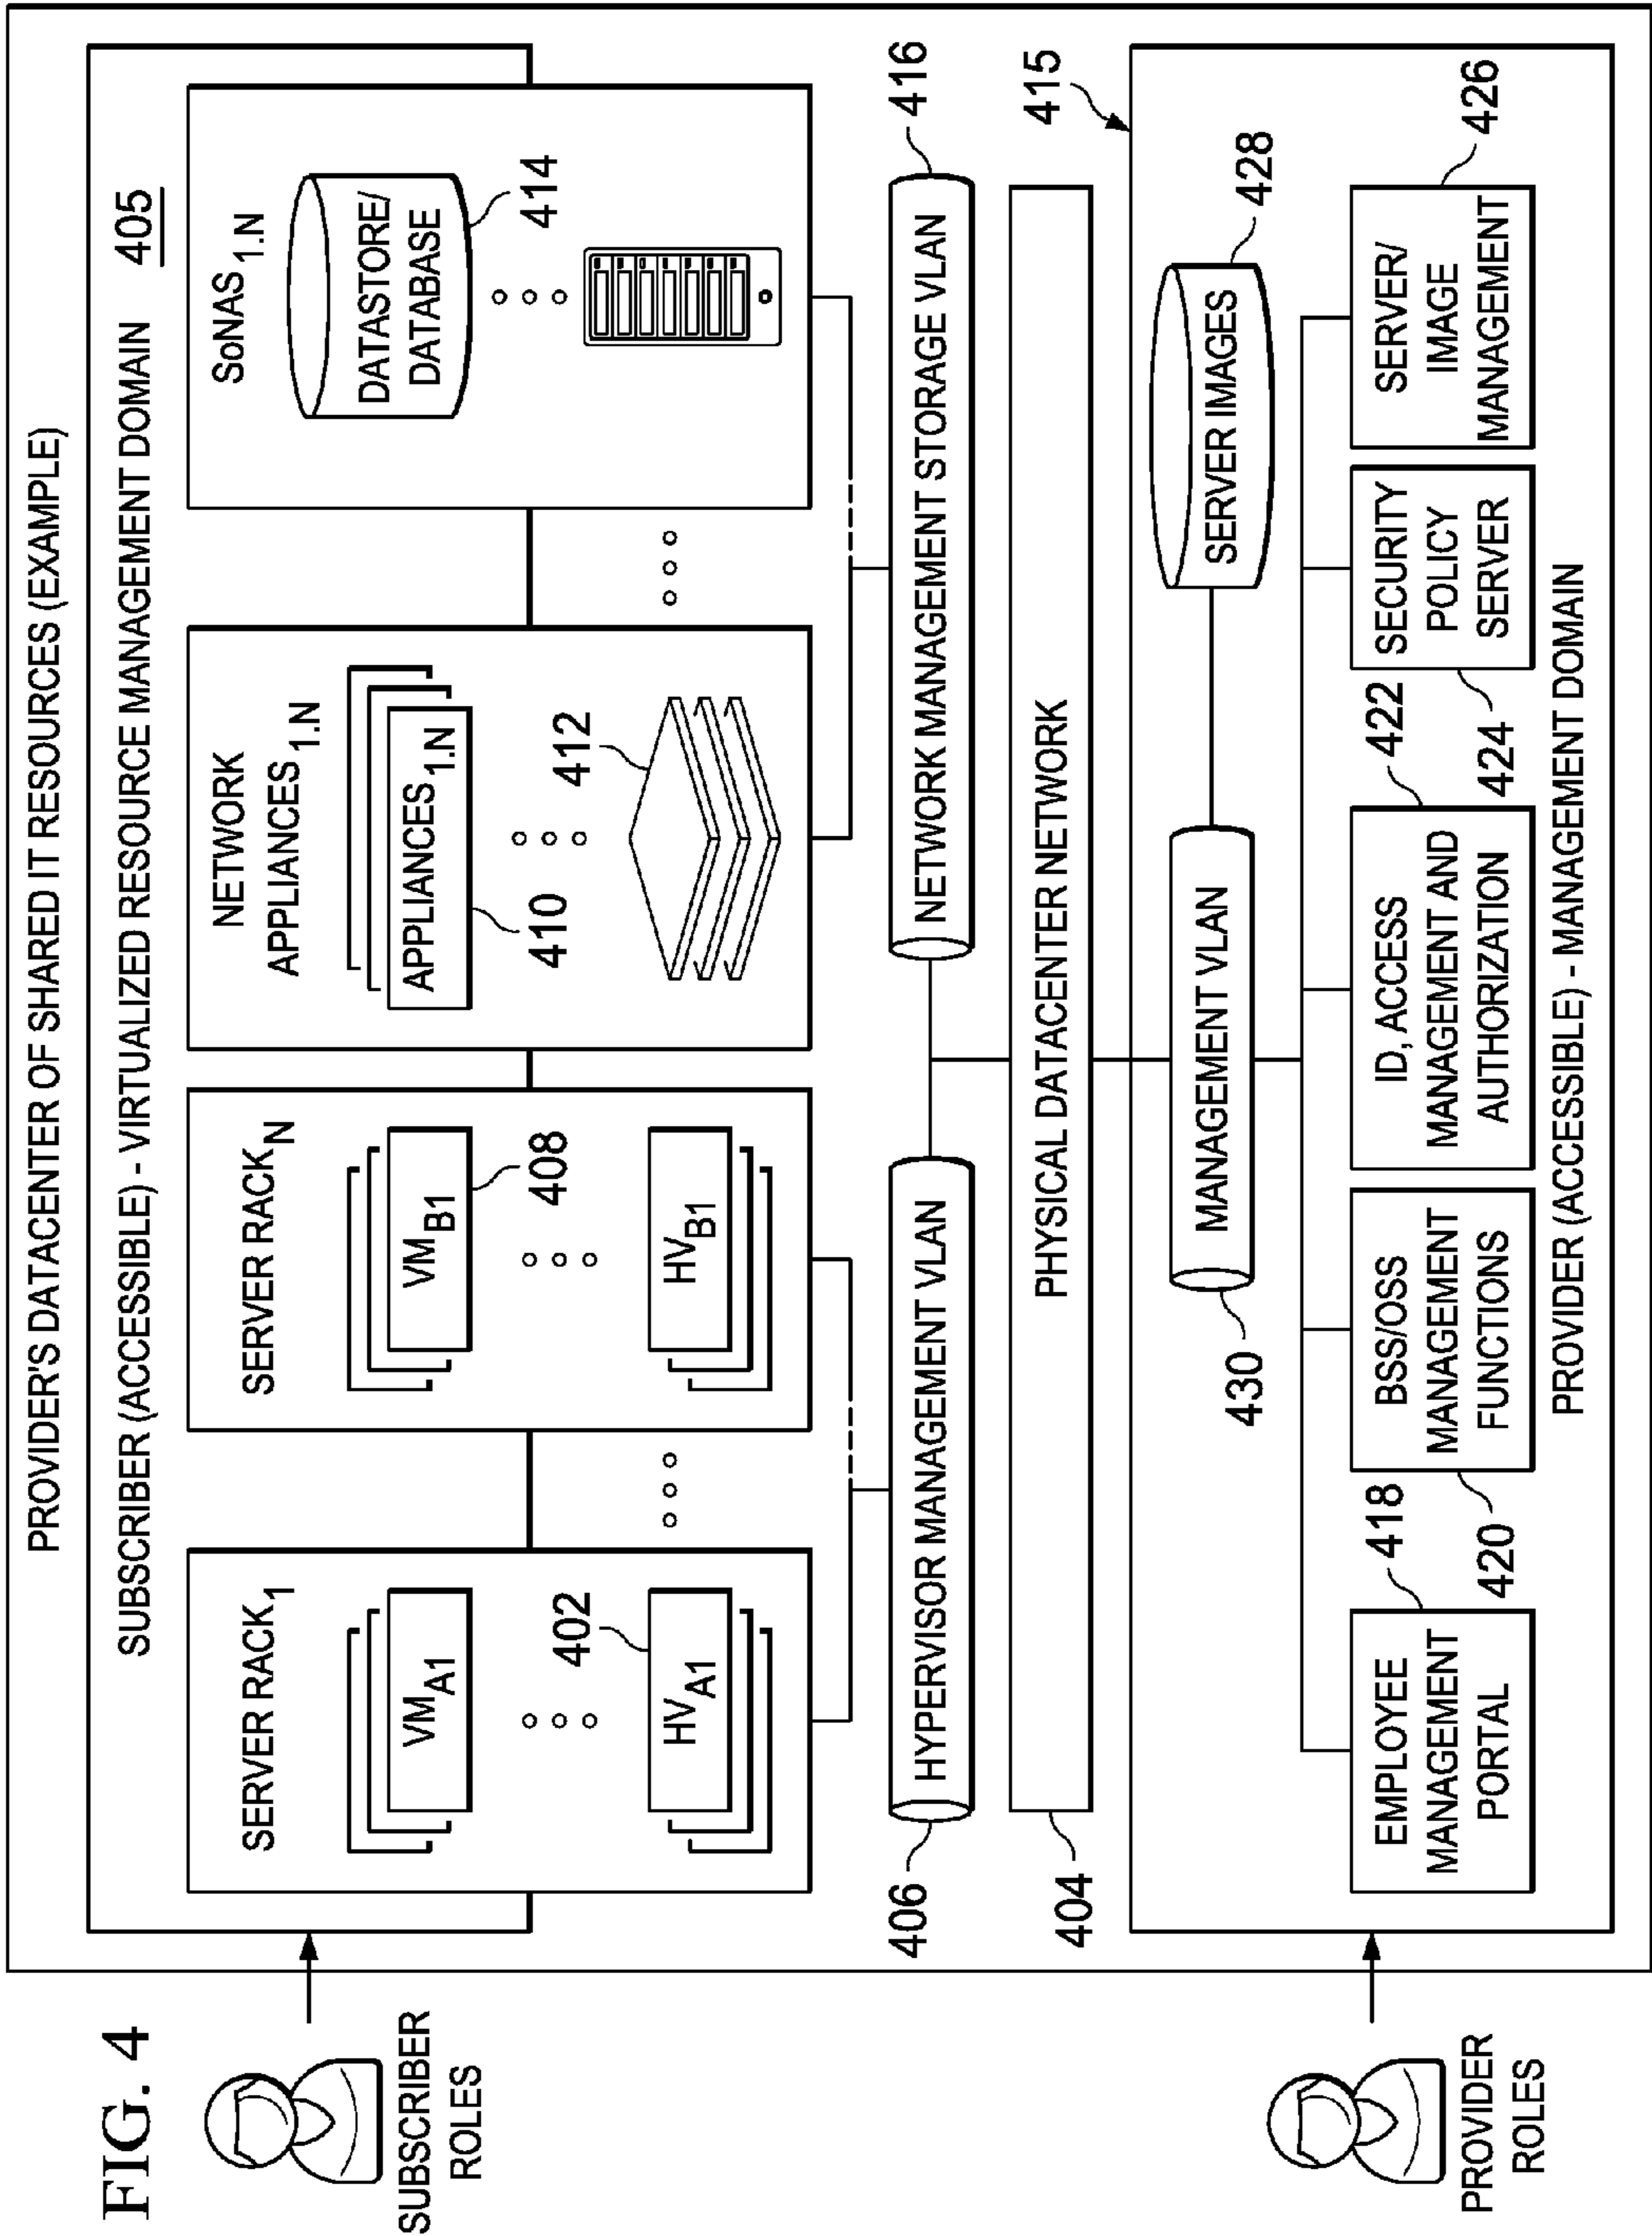 FIG. 4
PROVIDER'S DATACENTER OF SHARED IT RESOURCES (EXAMPLE)
SUBSCRIBER (ACCESSIBLE) - VIRTUALIZED RESOURCE MANAGEMENT DOMAIN 405
SUBSCRIBER
ROLES
SERVER RACK1
VMA1
402
HVA1
SERVER RACKN
VMB1
408
HVB1
NETWORK
APPLIANCES1.N
APPLIANCES1.N
410
412
SoNAS1.N
DATASTORE/
DATABASE
414
406
HYPERVISOR MANAGEMENT VLAN
NETWORK MANAGEMENT STORAGE VLAN
416
404
PHYSICAL DATACENTER NETWORK
415
MANAGEMENT VLAN
430
SERVER IMAGES
428
PROVIDER
ROLES
EMPLOYEE
MANAGEMENT
PORTAL
418
BSS/OSS
MANAGEMENT
FUNCTIONS
420
ID, ACCESS
MANAGEMENT AND
AUTHORIZATION
422
SECURITY
POLICY
SERVER
424
SERVER/
IMAGE
MANAGEMENT
426
PROVIDER (ACCESSIBLE) - MANAGEMENT DOMAIN